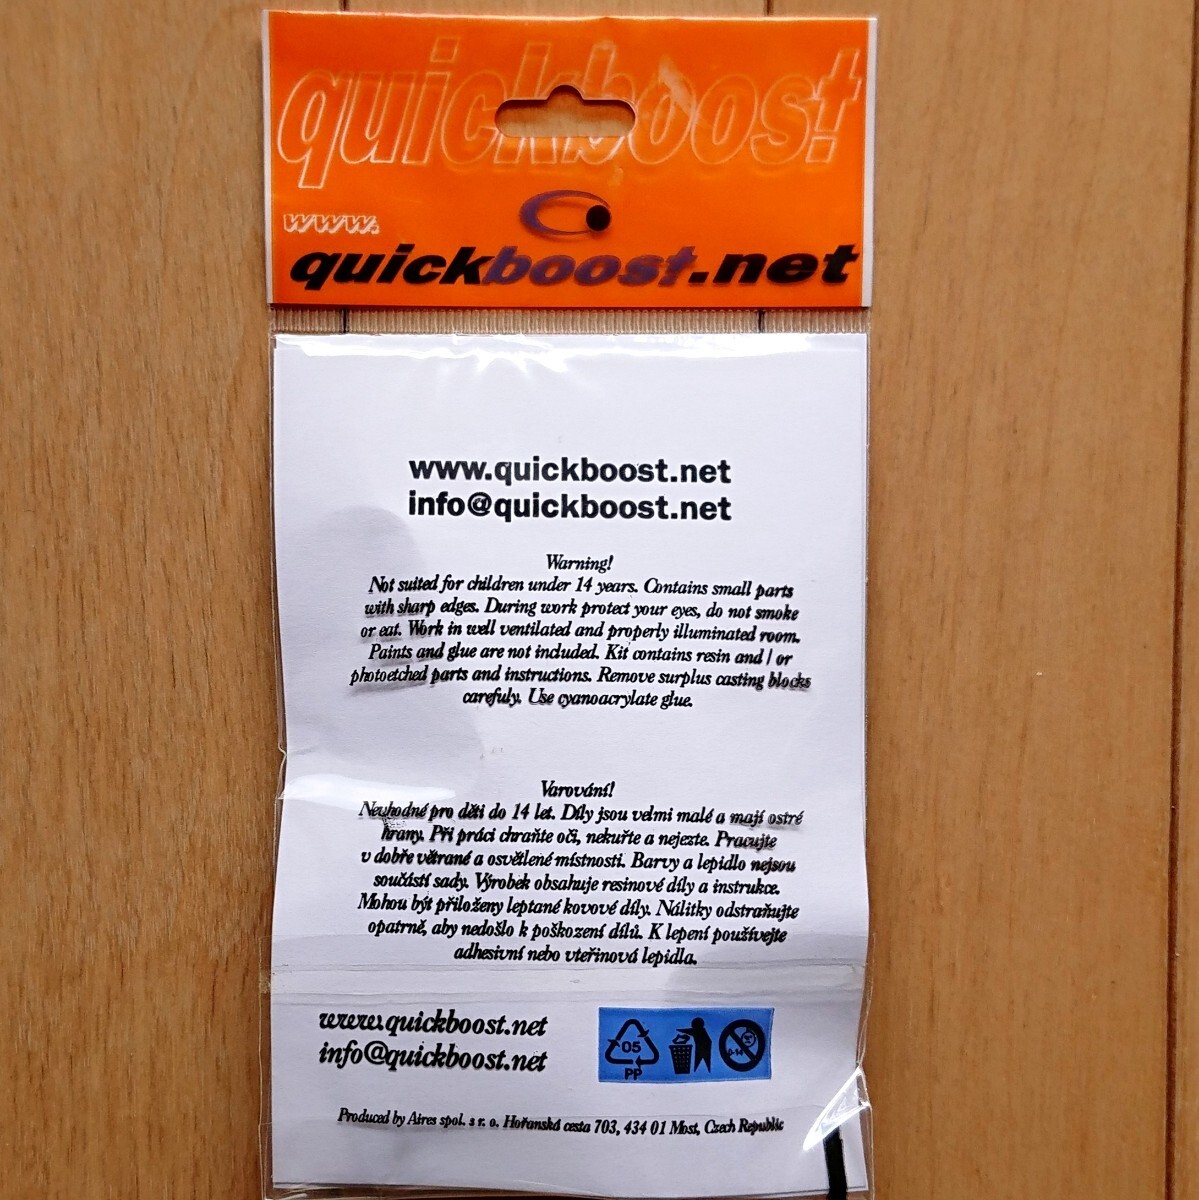 quickboost
www.
quickboost.net
www.quickboost.net
info@quickboost.net
Warning!
Not suited for children under 14 years. Contains small parts
with sharp edges. During work protect your eyes, do not smoke
or eat. Work in well ventilated and properly illuminated room.
Paints and glue are not included. Kit contains resin and / or
photoetched parts and instructions. Remove surplus casting blocks
carefuly. Use cyanoacrylate glue.
Varování!
Nevhodné pro děti do 14 let. Díly jsou velmi malé a mají ostré
hrany. Při práci chraňte oči, nekuřte a nejezte. Pracujte
v dobře větrané a osvětlené místnosti. Barvy a lepidlo nejsou
součástí sady. Výrobek obsahuje resinové díly a instrukce.
Mohou být přiloženy leptané kovové díly. Nálitky odstraňujte
opatrně, aby nedošlo k poškození dílů. K lepení používejte
adhesivní nebo vteřinová lepidla.
www.quickboost.net
info@quickboost.net
05
PP
0-14
Produced by Aires spol. s r. o. Hořanská cesta 703, 434 01 Most, Czech Republic